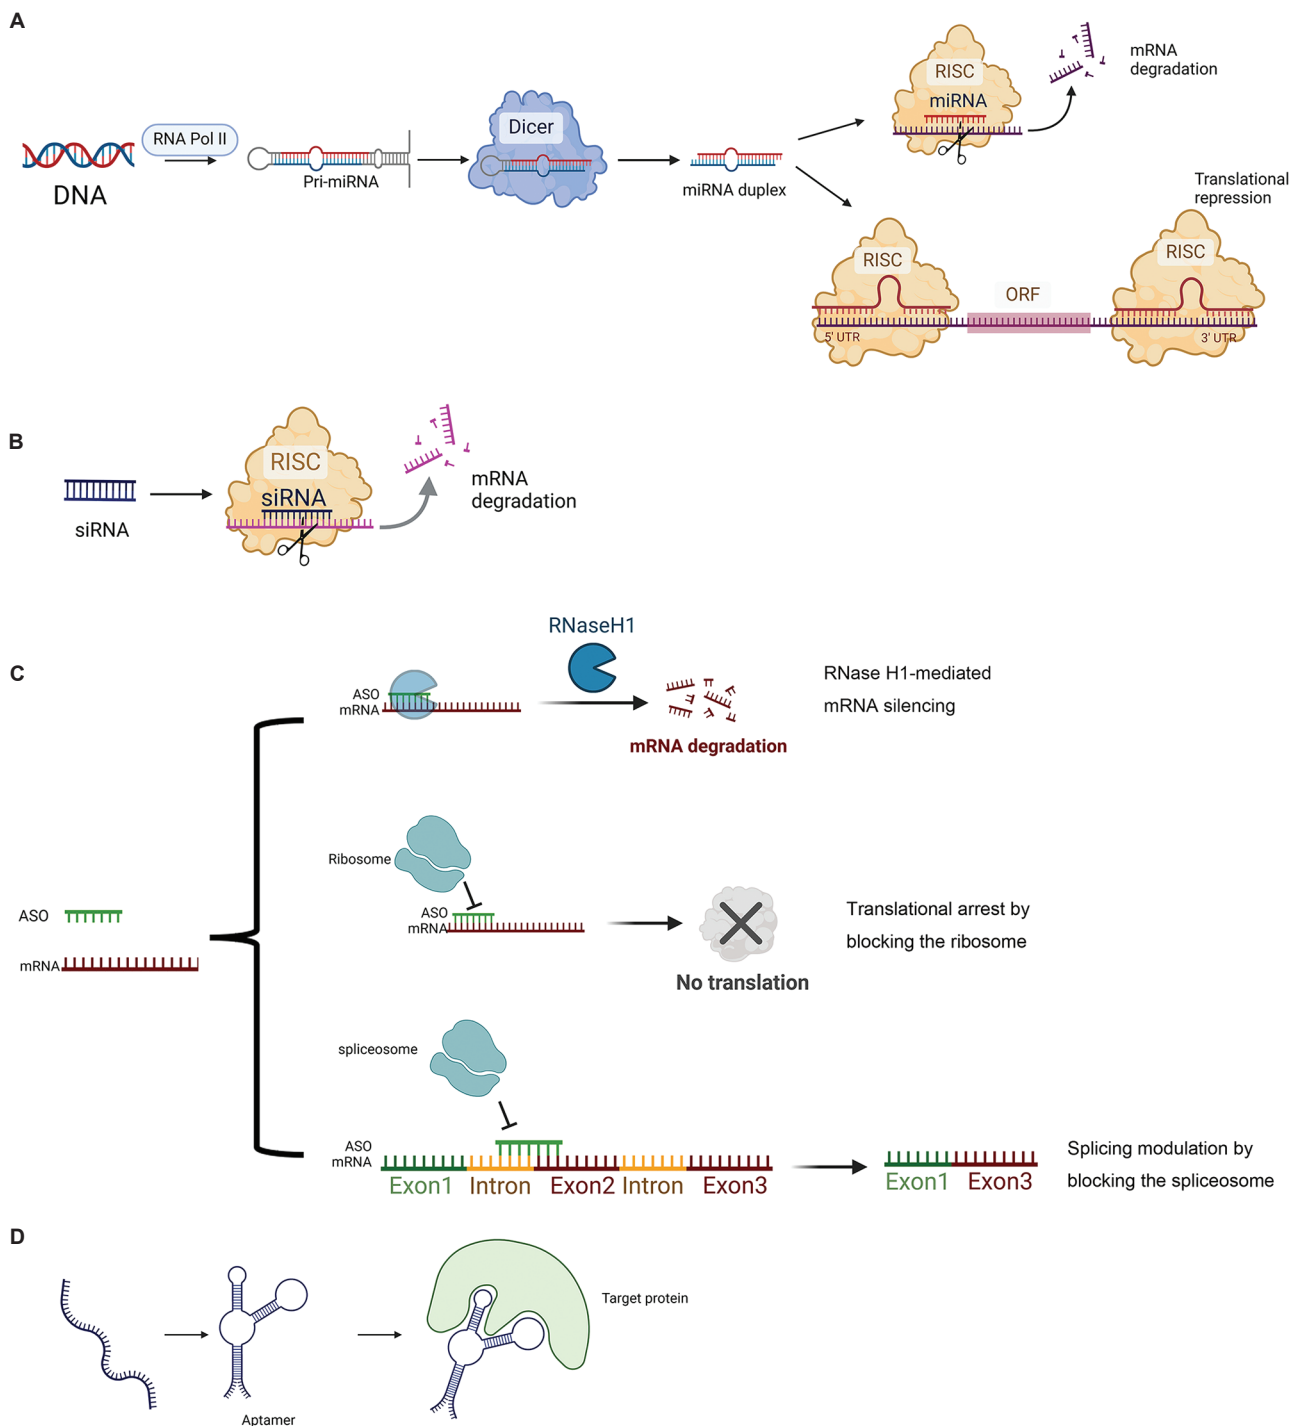 A
RNA Pol II
DNA
Pri-miRNA
Dicer
miRNA duplex
RISC
miRNA
mRNA
degradation
Translational
repression
RISC
5' UTR
ORF
RISC
3' UTR
B
siRNA
RISC
siRNA
mRNA
degradation
C
ASO
mRNA
RNaseH1
ASO
mRNA
mRNA degradation
RNase H1-mediated
mRNA silencing
Ribosome
ASO
mRNA
No translation
Translational arrest by
blocking the ribosome
spliceosome
ASO
mRNA
Exon1 Intron Exon2 Intron Exon3
Exon1 Exon3
Splicing modulation by
blocking the spliceosome
D
Aptamer
Target protein